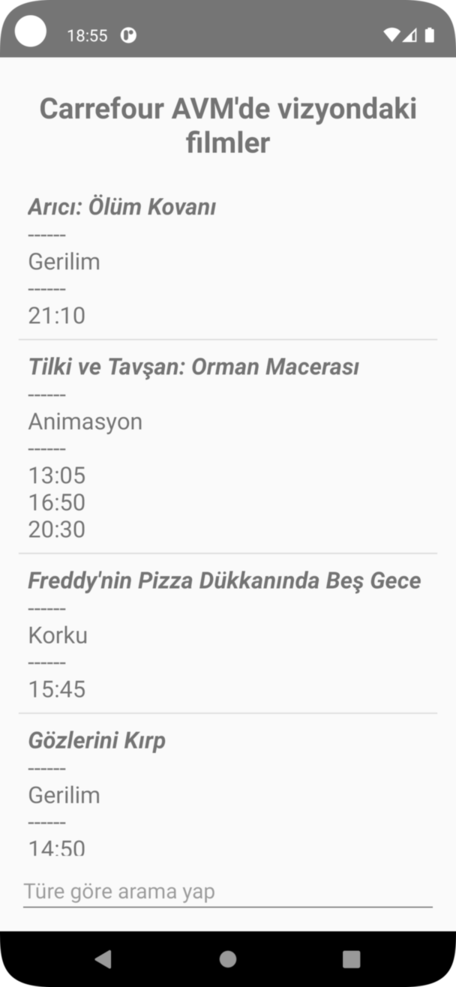 18:55
Carrefour AVM'de vizyondaki
filmler
Arıcı: Ölüm Kovanı
------
Gerilim
------
21:10
Tilki ve Tavşan: Orman Macerası
------
Animasyon
------
13:05
16:50
20:30
Freddy'nin Pizza Dükkanında Beş Gece
------
Korku
------
15:45
Gözlerini Kırp
------
Gerilim
------
14:50
Türe göre arama yap